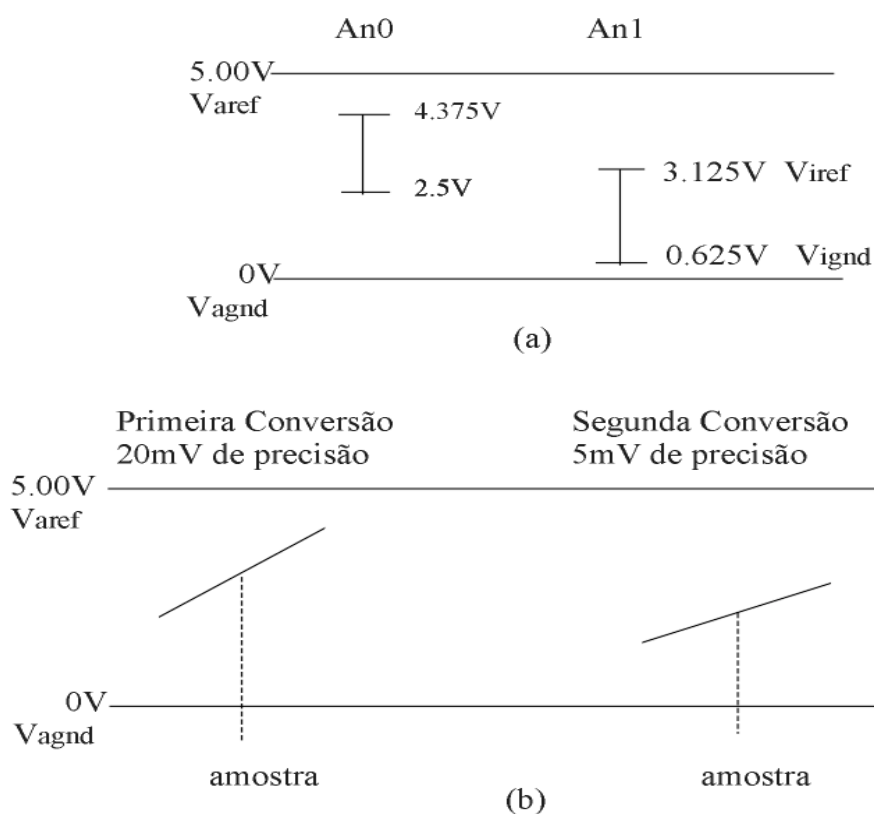 An0 An1
5.00V
Varef
4.375V
2.5V
3.125V Viref
0.625V Vignd
0V
Vagnd
(a)
Primeira Conversão
20mV de precisão
Segunda Conversão
5mV de precisão
5.00V
Varef
0V
Vagnd
amostra amostra
(b)